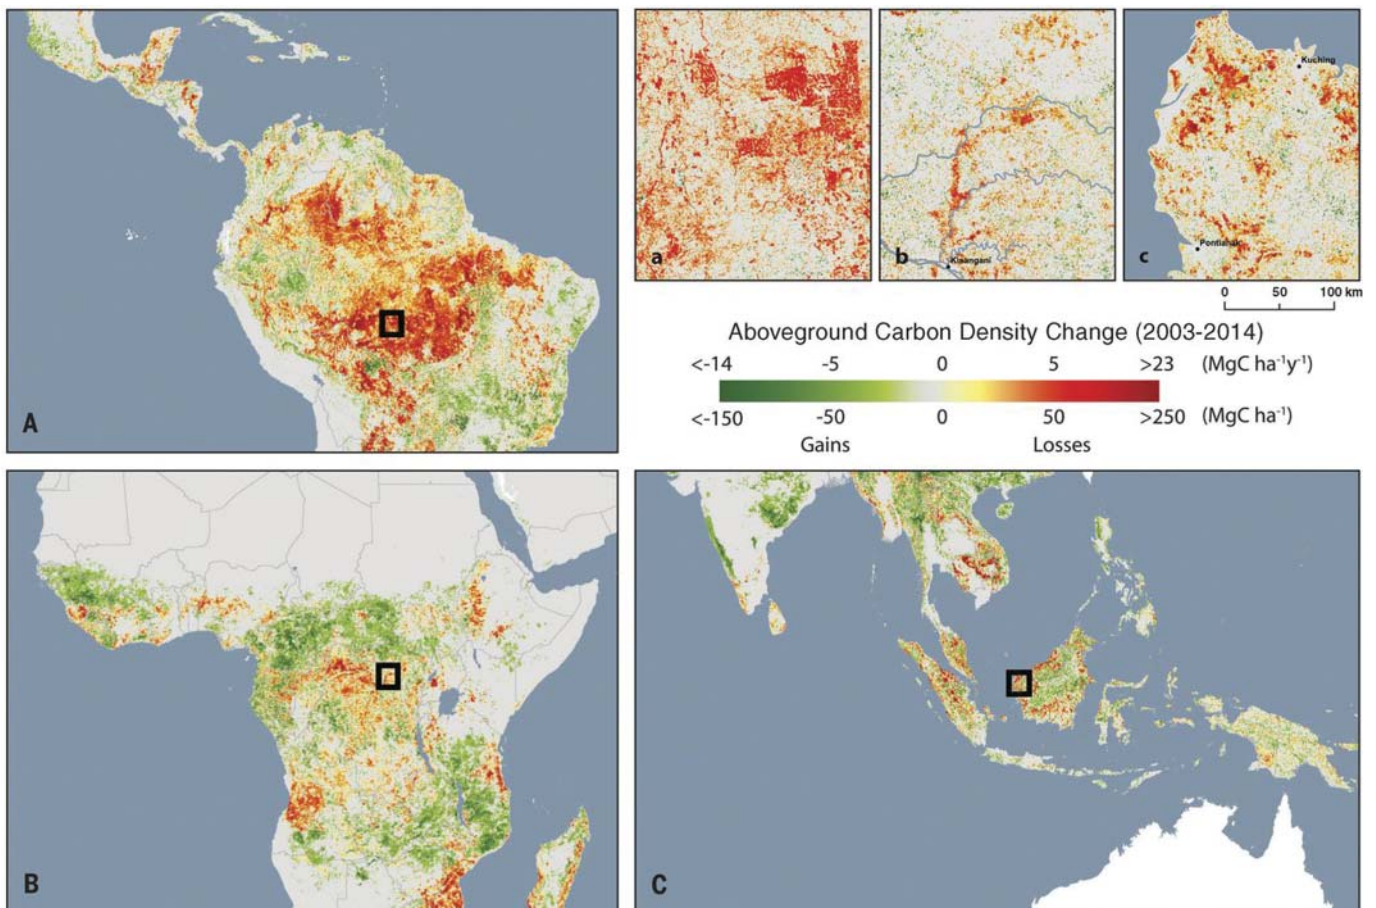 A
a
b
Kisangani
c
Kuching
Pontianak
0 50 100 km
Aboveground Carbon Density Change (2003-2014)
<-14 -5 0 5 >23 (MgC ha⁻¹y⁻¹)
<-150 -50 0 50 >250 (MgC ha⁻¹)
Gains Losses
B
C